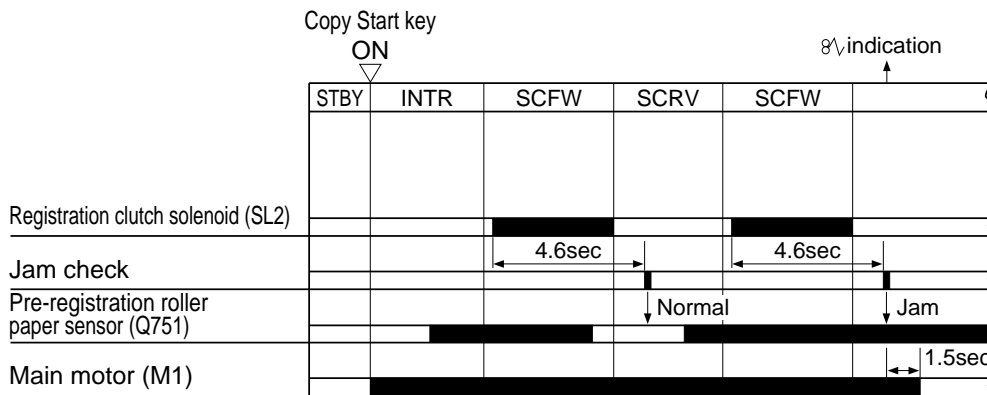 Copy Start key
ON
indication
STBY INTR SCFW SCRV SCFW
Registration clutch solenoid (SL2)
4.6sec 4.6sec
Jam check
Pre-registration roller
paper sensor (Q751)
Normal Jam
1.5sec
Main motor (M1)